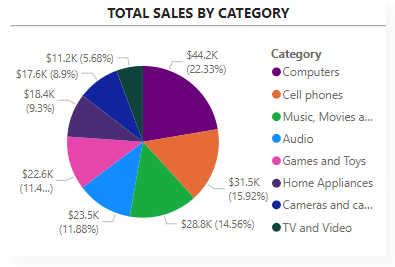 TOTAL SALES BY CATEGORY
$11.2K (5.68%)
$17.6K (8.9%)
$18.4K
(9.3%)
$22.6K
(11.4...)
$23.5K
(11.88%)
$28.8K (14.56%)
$31.5K
(15.92%)
$44.2K
(22.33%)
Category
Computers
Cell phones
Music, Movies a...
Audio
Games and Toys
Home Appliances
Cameras and ca...
TV and Video